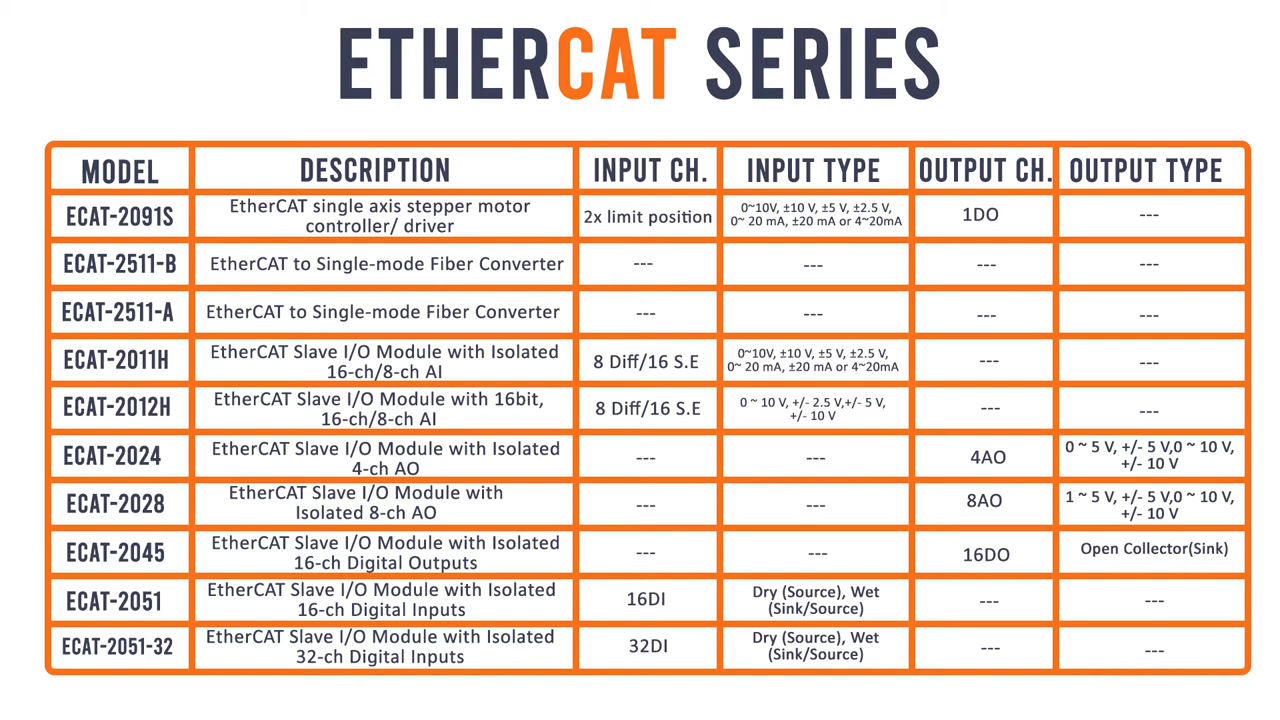 ETHERCAT SERIES
MODEL DESCRIPTION INPUT CH. INPUT TYPE OUTPUT CH. OUTPUT TYPE
ECAT-2091S
EtherCAT single axis stepper motor
controller/ driver
2x limit position
0~10V, ±10 V, ±5 V, ±2.5 V,
0~ 20 mA, ±20 mA or 4~20mA
1DO
---
ECAT-2511-B
EtherCAT to Single-mode Fiber Converter
---
---
---
---
ECAT-2511-A
EtherCAT to Single-mode Fiber Converter
---
---
---
---
ECAT-2011H
EtherCAT Slave I/O Module with Isolated
16-ch/8-ch AI
8 Diff/16 S.E
0~10V, ±10 V, ±5 V, ±2.5 V,
0~ 20 mA, ±20 mA or 4~20mA
---
---
ECAT-2012H
EtherCAT Slave I/O Module with 16bit,
16-ch/8-ch AI
8 Diff/16 S.E
0 ~ 10 V, +/- 2.5 V,+/- 5 V,
+/- 10 V
---
---
ECAT-2024
EtherCAT Slave I/O Module with Isolated
4-ch AO
---
---
4AO
0 ~ 5 V, +/- 5 V,0 ~ 10 V,
+/- 10 V
ECAT-2028
EtherCAT Slave I/O Module with
Isolated 8-ch AO
---
---
8AO
1 ~ 5 V, +/- 5 V,0 ~ 10 V,
+/- 10 V
ECAT-2045
EtherCAT Slave I/O Module with Isolated
16-ch Digital Outputs
---
---
16DO
Open Collector(Sink)
ECAT-2051
EtherCAT Slave I/O Module with Isolated
16-ch Digital Inputs
16DI
Dry (Source), Wet
(Sink/Source)
---
---
ECAT-2051-32
EtherCAT Slave I/O Module with Isolated
32-ch Digital Inputs
32DI
Dry (Source), Wet
(Sink/Source)
---
---